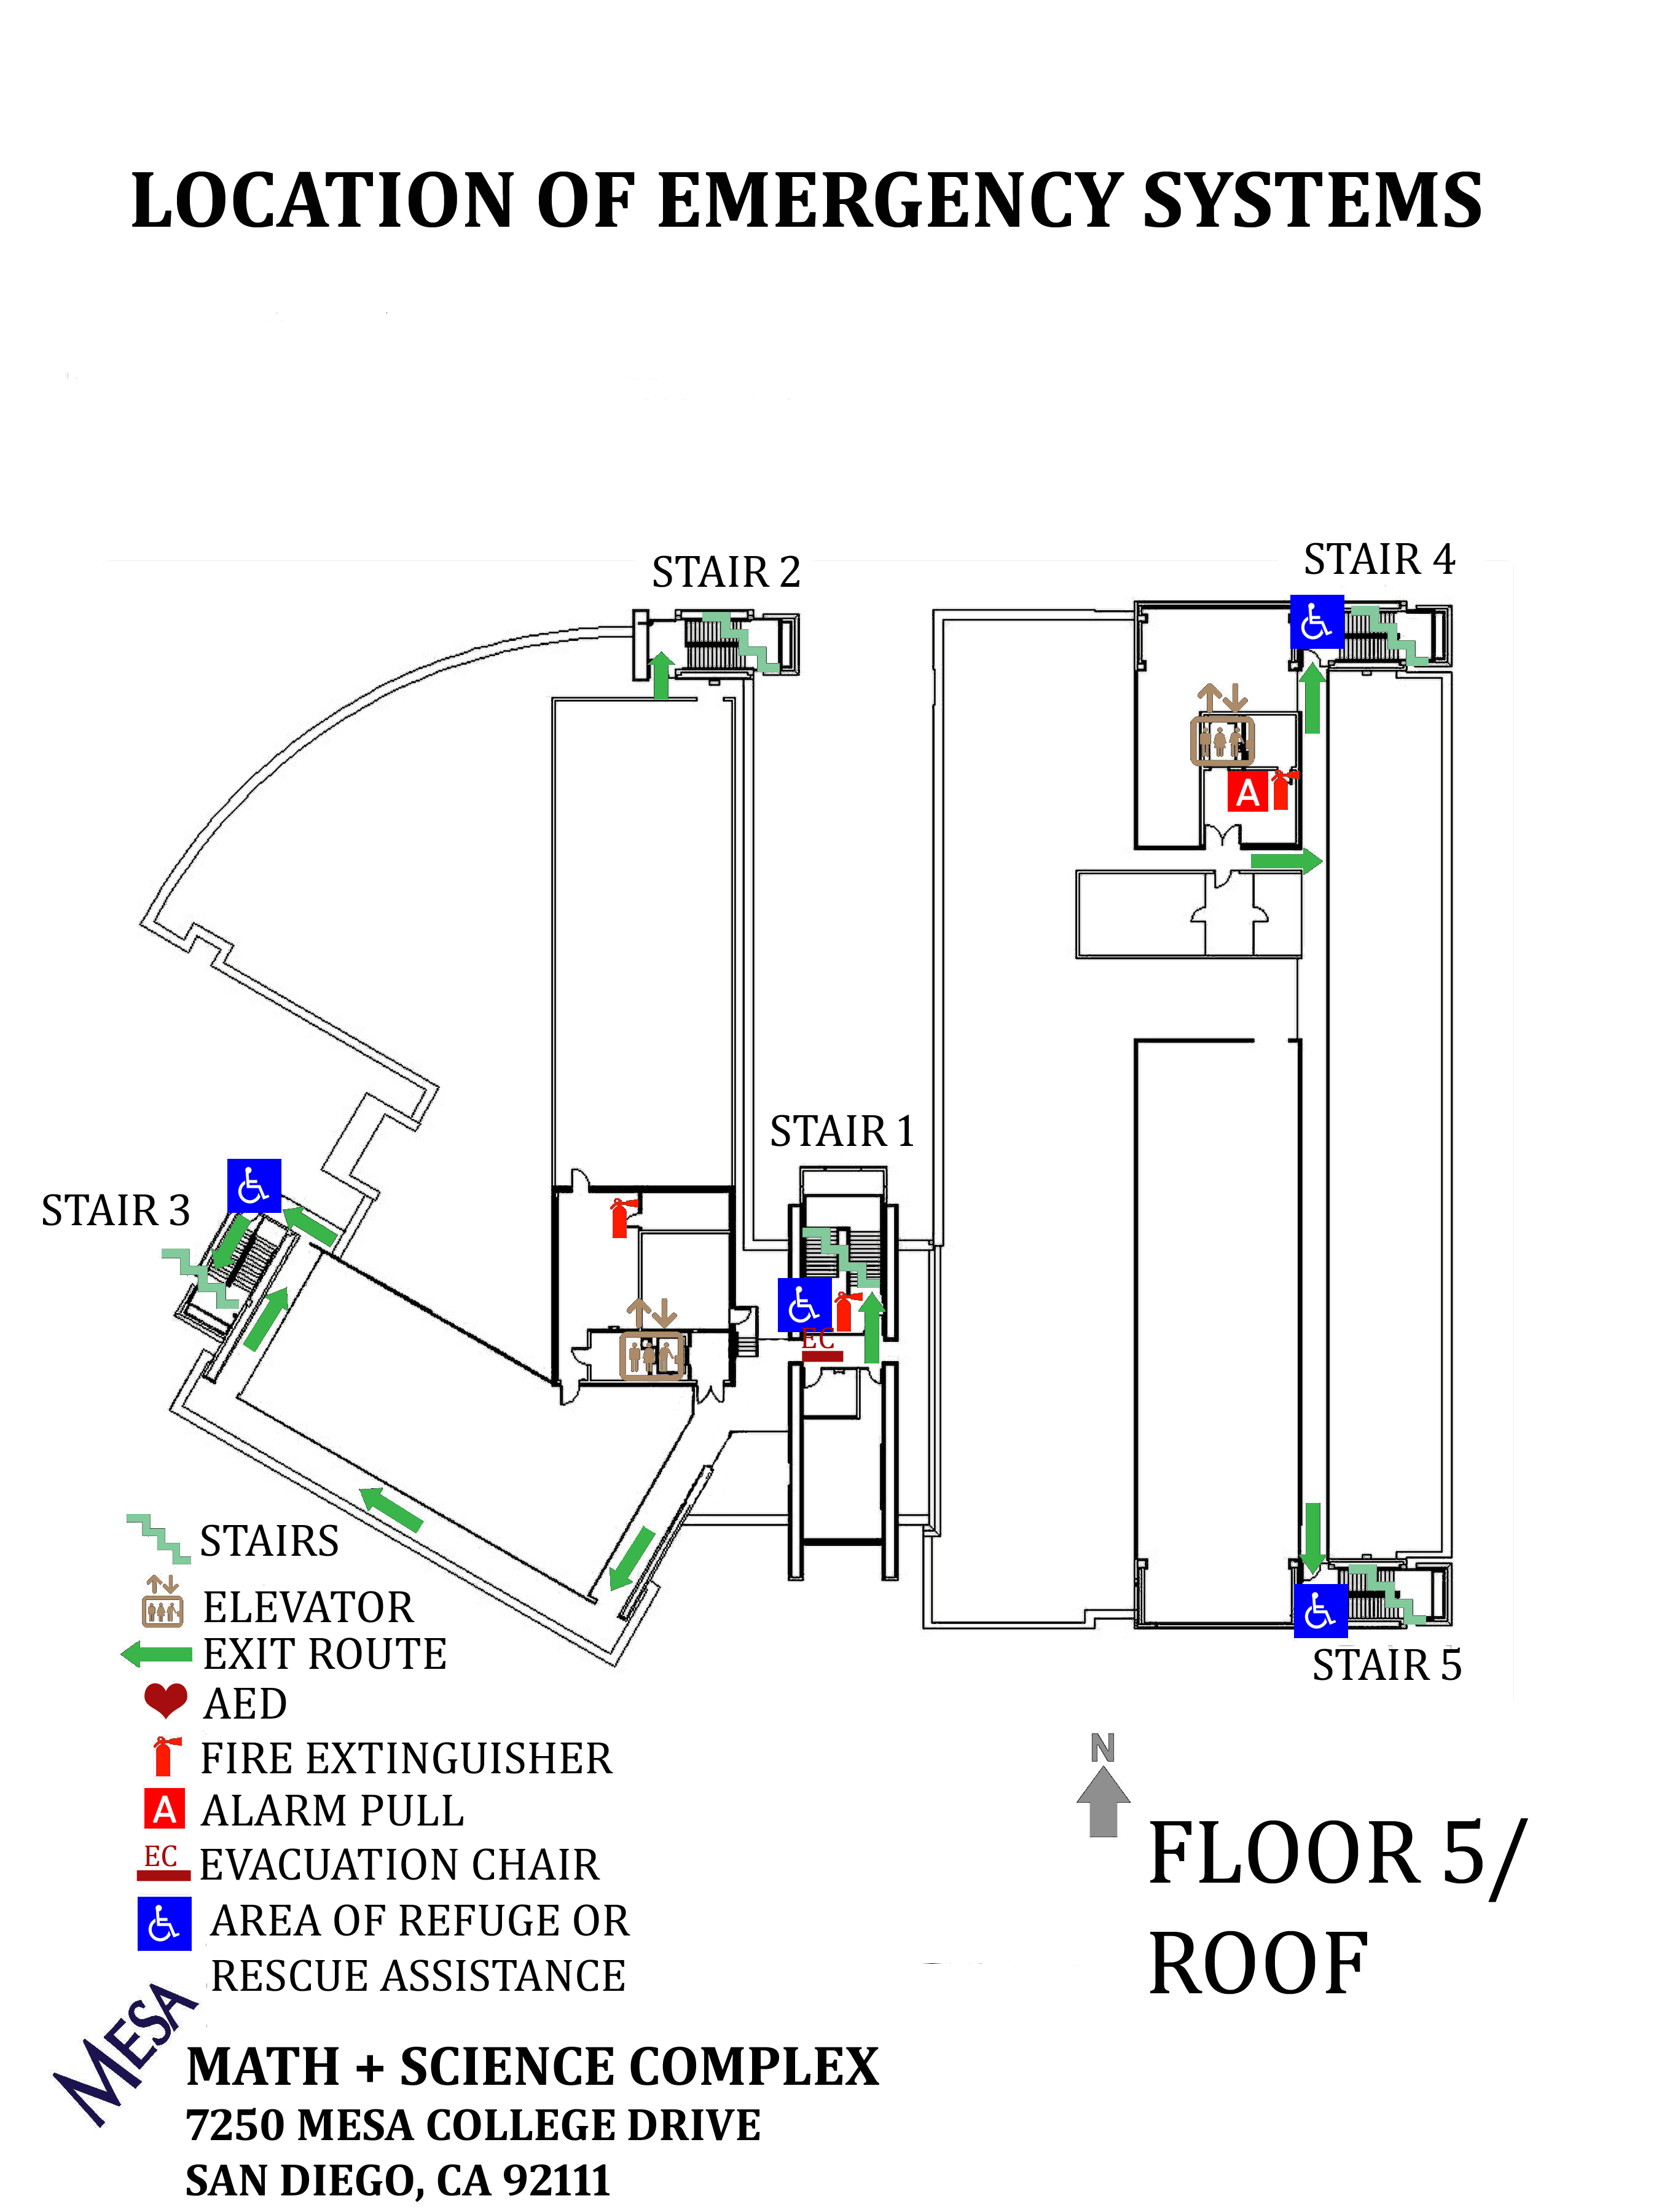 LOCATION OF EMERGENCY SYSTEMS
STAIR 2
STAIR 4
A
STAIR 1
STAIR 3
EC
STAIR 5
STAIRS
ELEVATOR
EXIT ROUTE
AED
FIRE EXTINGUISHER
A ALARM PULL
EC EVACUATION CHAIR
AREA OF REFUGE OR
RESCUE ASSISTANCE
N
FLOOR 5/
ROOF
MESA
MATH + SCIENCE COMPLEX
7250 MESA COLLEGE DRIVE
SAN DIEGO, CA 92111